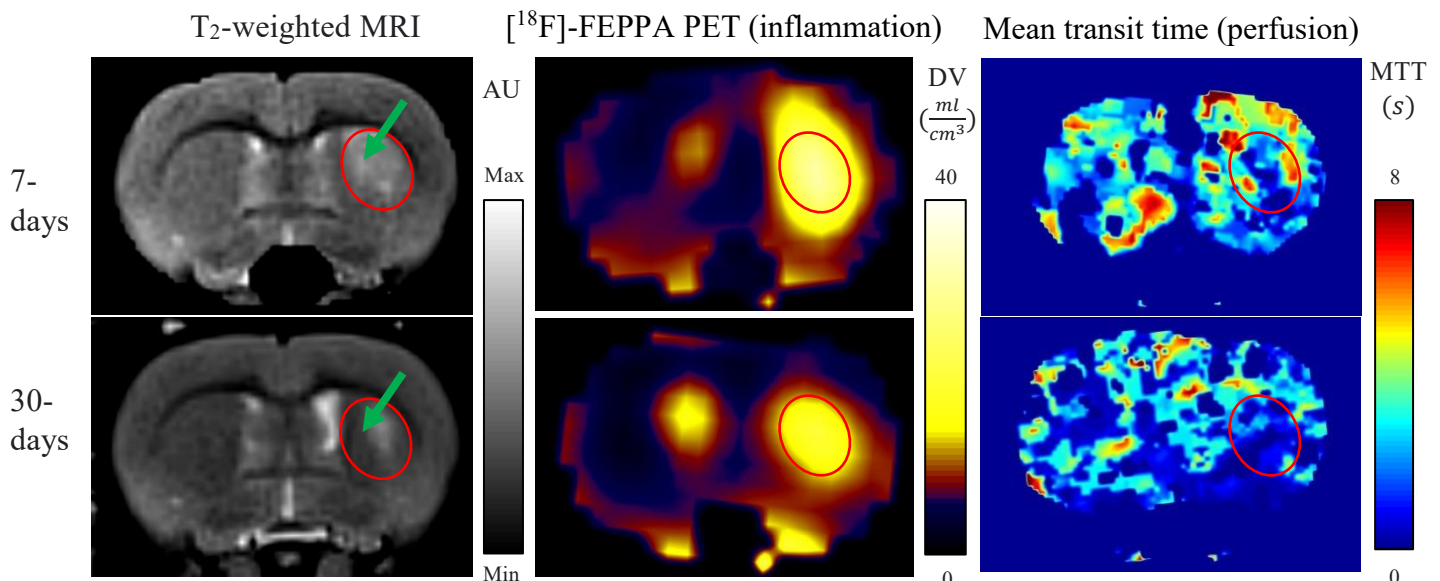 T₂-weighted MRI
[¹⁸F]-FEPPA PET (inflammation)
Mean transit time (perfusion)
7-
days
30-
days
AU
Max
Min
DV
(ml/cm³)
40
0
MTT
(s)
8
0